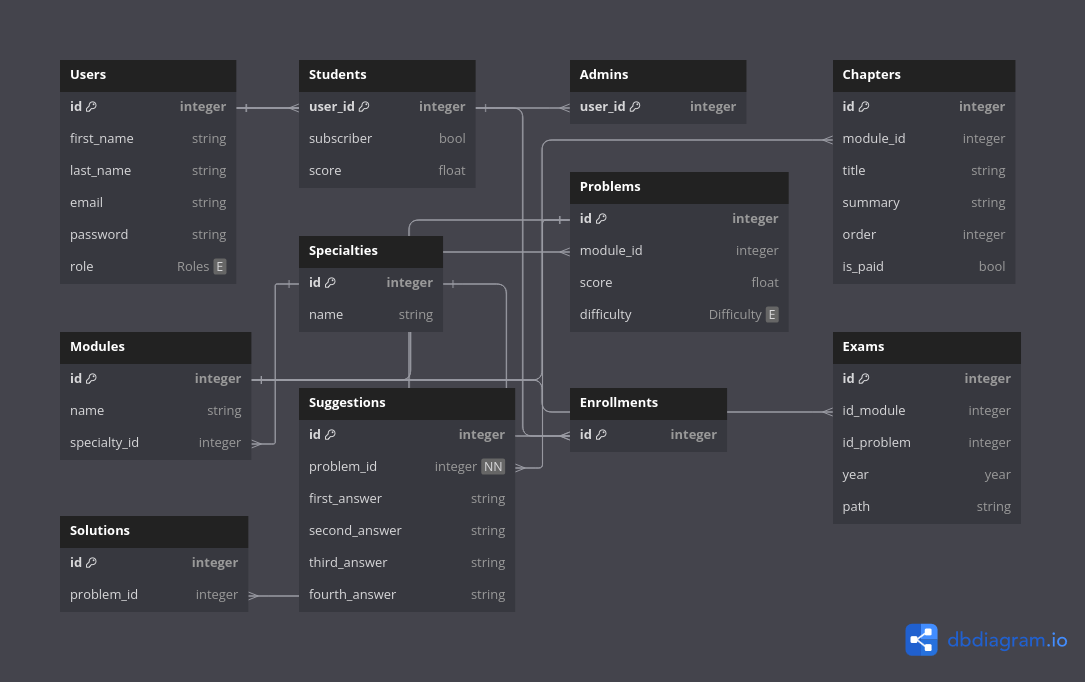 Users
id integer
first_name string
last_name string
email string
password string
role Roles E
Students
user_id integer
subscriber bool
score float
Admins
user_id integer
Chapters
id integer
module_id integer
title string
summary string
order integer
is_paid bool
Problems
id integer
module_id integer
score float
difficulty Difficulty E
Specialties
id integer
name string
Modules
id integer
name string
specialty_id integer
Suggestions
id integer
problem_id integer NN
first_answer string
second_answer string
third_answer string
fourth_answer string
Enrollments
id integer
Exams
id integer
id_module integer
id_problem integer
year year
path string
Solutions
id integer
problem_id integer
dbdiagram.io